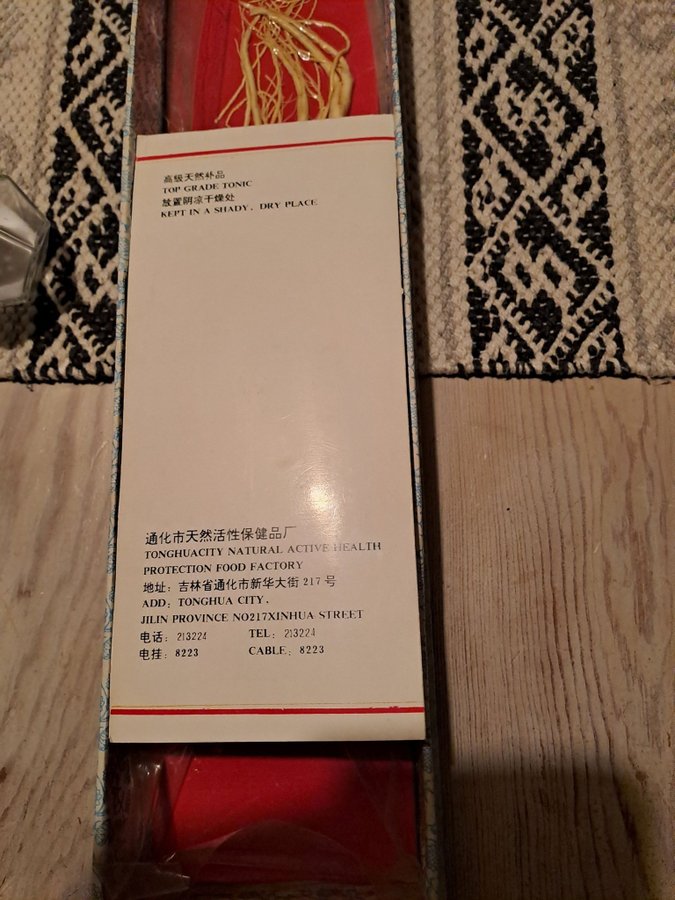 高级天然补品
TOP GRADE TONIC
放置阴凉干燥处
KEPT IN A SHADY, DRY PLACE
通化市天然活性保健品厂
TONGHUACITY NATURAL ACTIVE HEALTH
PROTECTION FOOD FACTORY
地址：吉林省通化市新华大街 217 号
ADD: TONGHUA CITY,
JILIN PROVINCE NO217XINHUA STREET
电话：213224 TEL: 213224
电挂：8223 CABLE: 8223